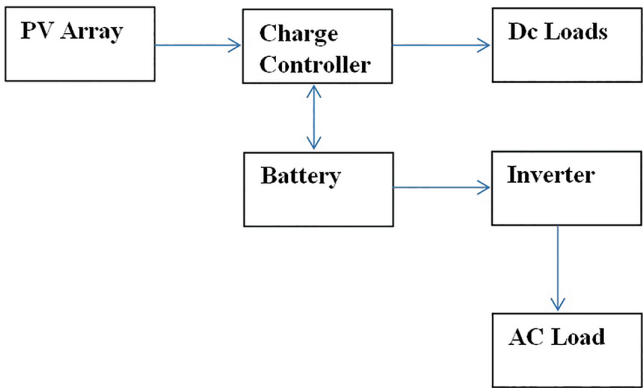 PV Array
Charge
Controller
Dc Loads
Battery
Inverter
AC Load